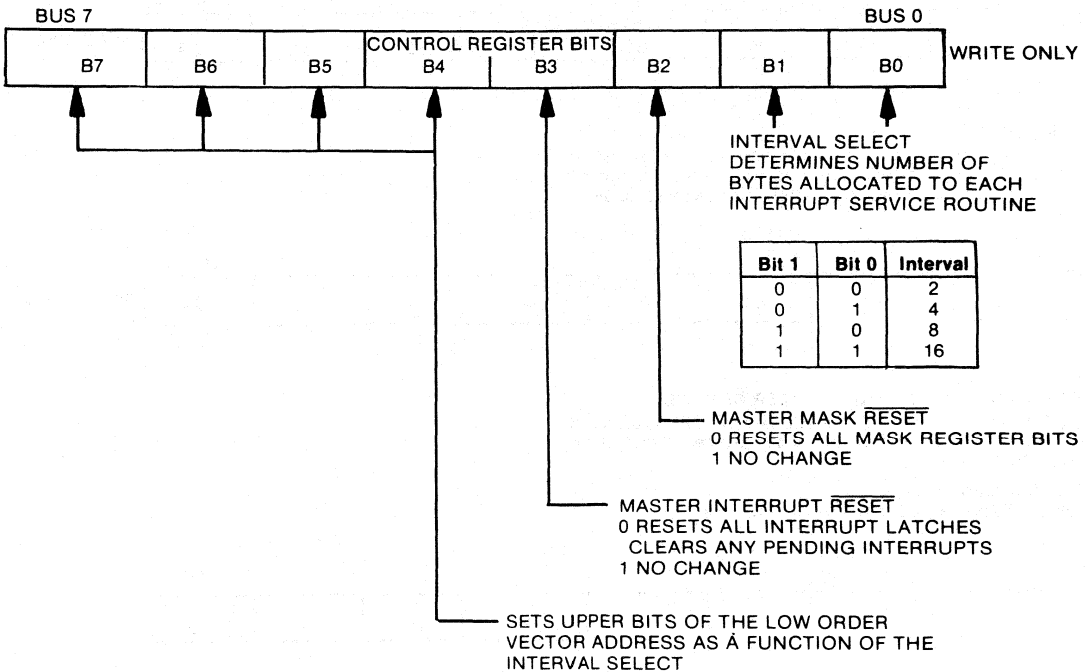 BUS 7 BUS 0
CONTROL REGISTER BITS
B7 B6 B5 B4 B3 B2 B1 B0
WRITE ONLY
INTERVAL SELECT
DETERMINES NUMBER OF
BYTES ALLOCATED TO EACH
INTERRUPT SERVICE ROUTINE
Bit 1 Bit 0 Interval
0 0 2
0 1 4
1 0 8
1 1 16
MASTER MASK RESET
0 RESETS ALL MASK REGISTER BITS
1 NO CHANGE
MASTER INTERRUPT RESET
0 RESETS ALL INTERRUPT LATCHES
CLEARS ANY PENDING INTERRUPTS
1 NO CHANGE
SETS UPPER BITS OF THE LOW ORDER
VECTOR ADDRESS AS A FUNCTION OF THE
INTERVAL SELECT